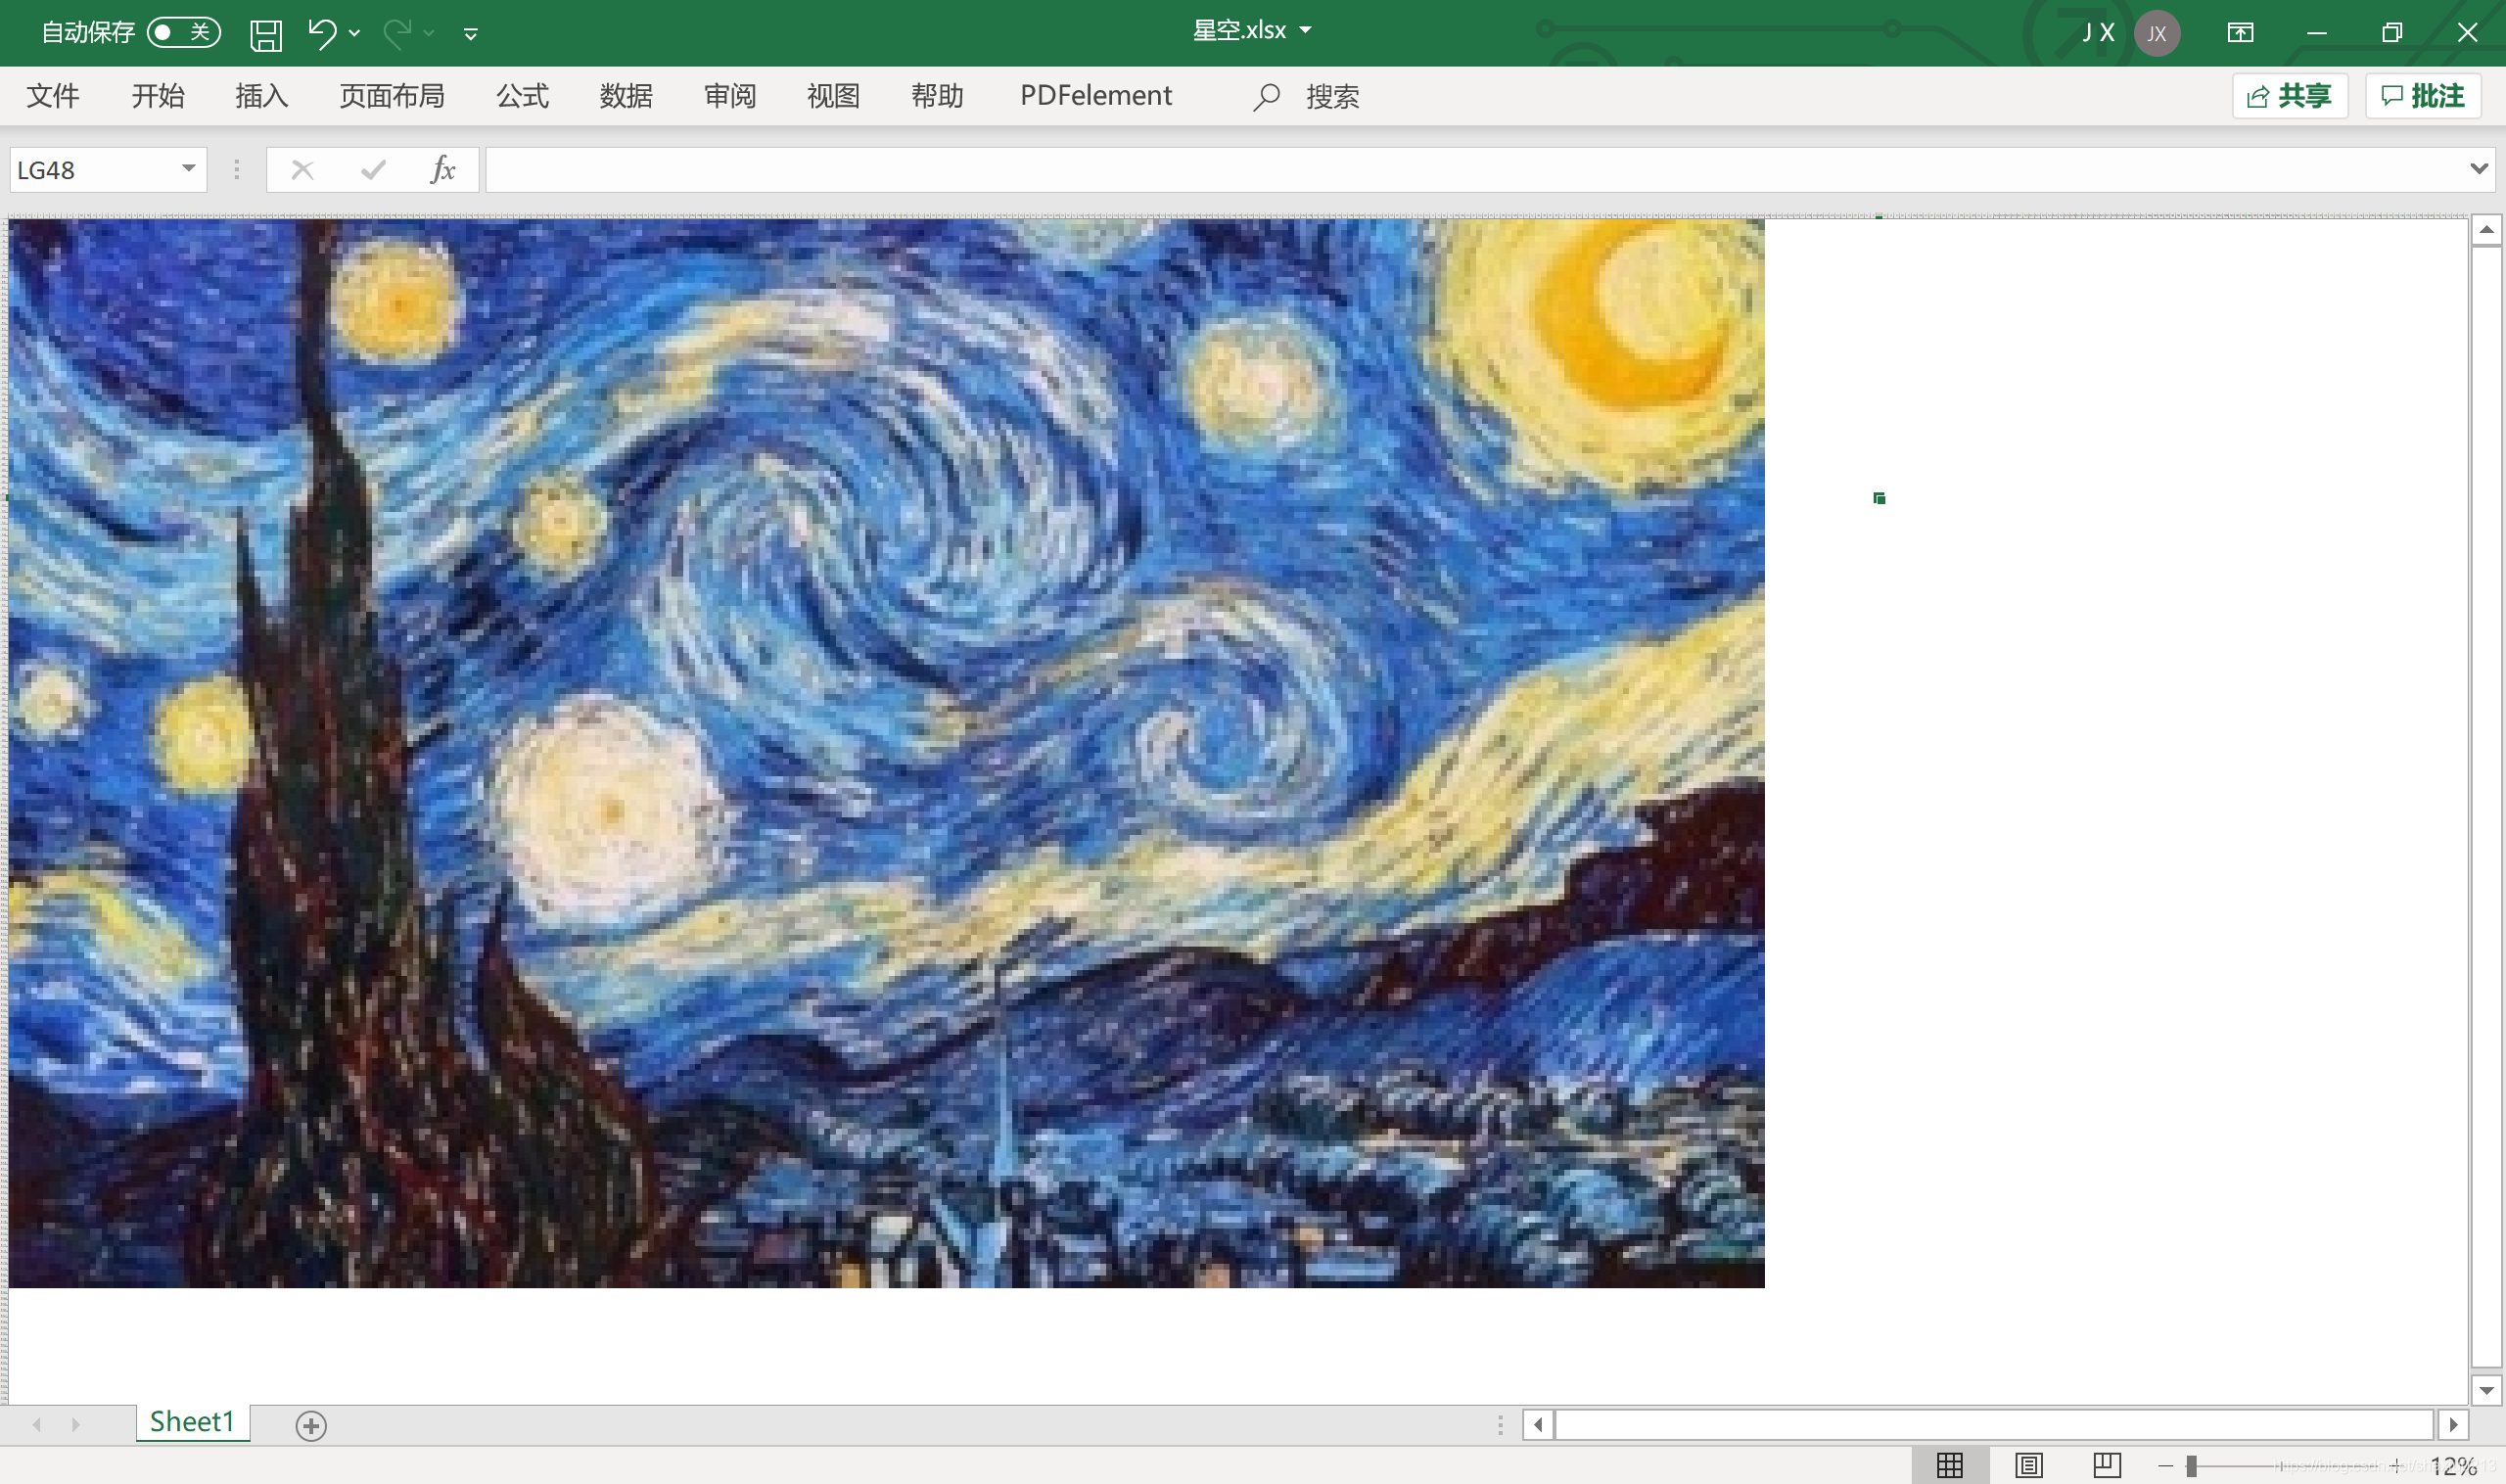 自动保存 关
星空.xlsx
J X JX
文件 开始 插入 页面布局 公式 数据 审阅 视图 帮助 PDFelement 搜索 共享 批注
LG48 fx
Sheet1
12%